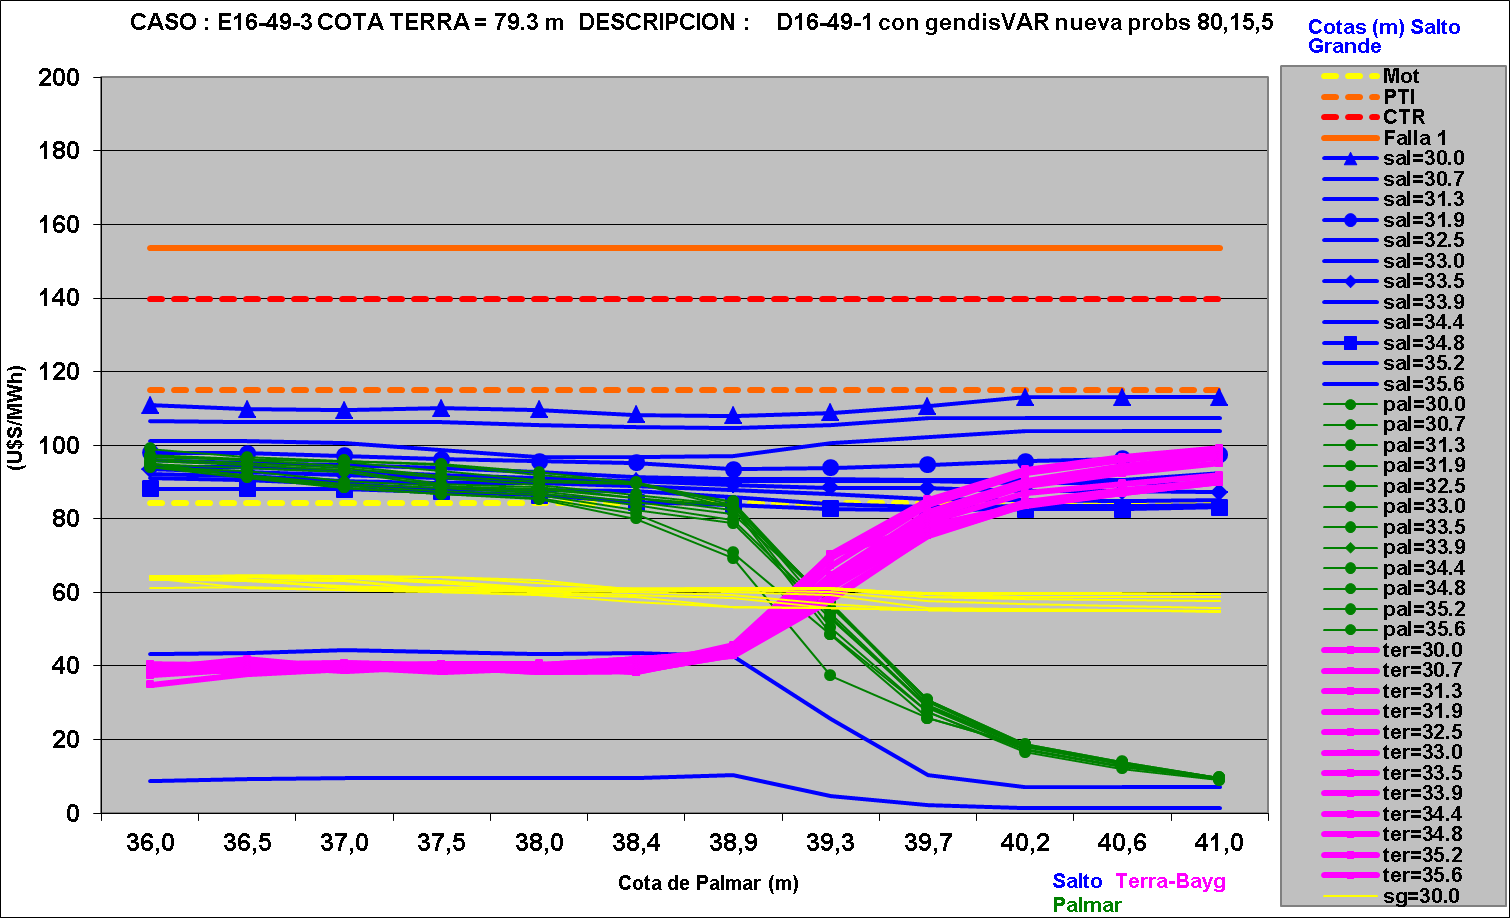 CASO : E16-49-3 COTA TERRA = 79.3 m  DESCRIPCION :    D16-49-1 con gendisVAR nueva probs 80,15,5
Cotas (m) Salto
Grande
200
180
160
140
120
100
80
60
40
20
0
(U$S/MWh)
36,0 36,5 37,0 37,5 38,0 38,4 38,9 39,3 39,7 40,2 40,6 41,0
Cota de Palmar (m)
Salto Terra-Bayg
Palmar
Mot
PTI
CTR
Falla 1
sal=30.0
sal=30.7
sal=31.3
sal=31.9
sal=32.5
sal=33.0
sal=33.5
sal=33.9
sal=34.4
sal=34.8
sal=35.2
sal=35.6
pal=30.0
pal=30.7
pal=31.3
pal=31.9
pal=32.5
pal=33.0
pal=33.5
pal=33.9
pal=34.4
pal=34.8
pal=35.2
pal=35.6
ter=30.0
ter=30.7
ter=31.3
ter=31.9
ter=32.5
ter=33.0
ter=33.5
ter=33.9
ter=34.4
ter=34.8
ter=35.2
ter=35.6
sg=30.0